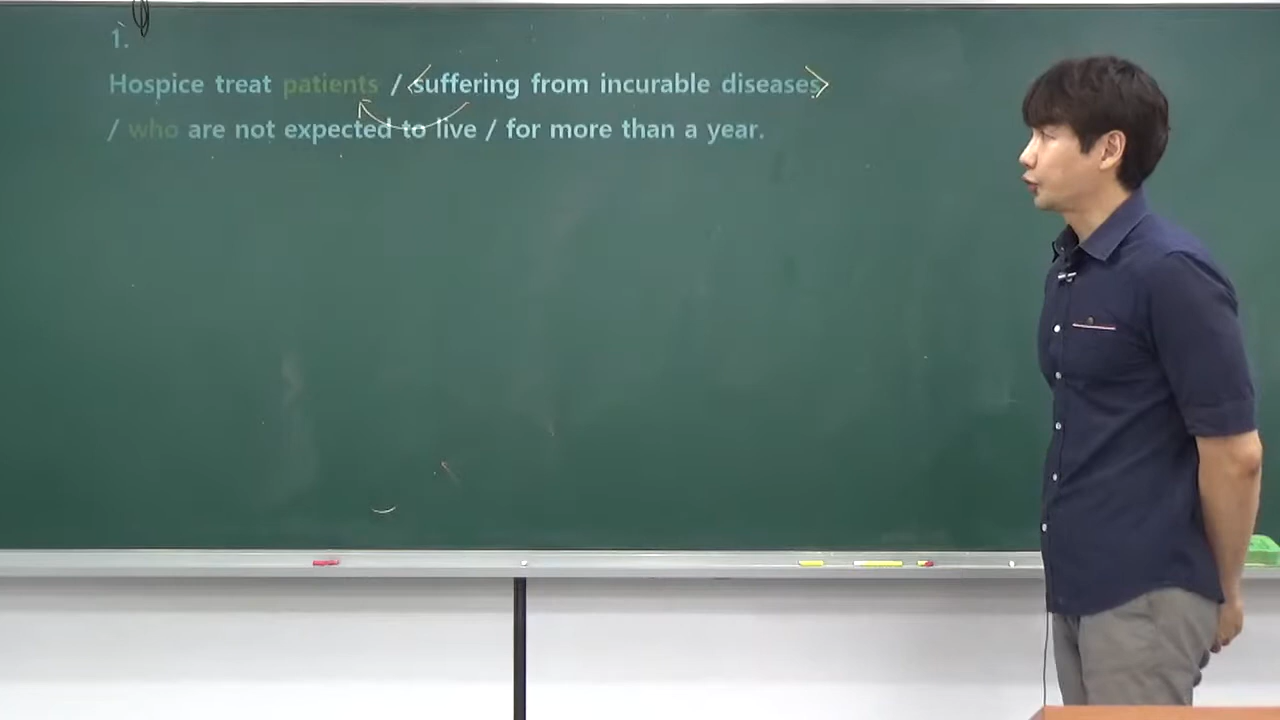 1.
Hospice treat patients / <suffering from incurable diseases>
/ who are not expected to live / for more than a year.